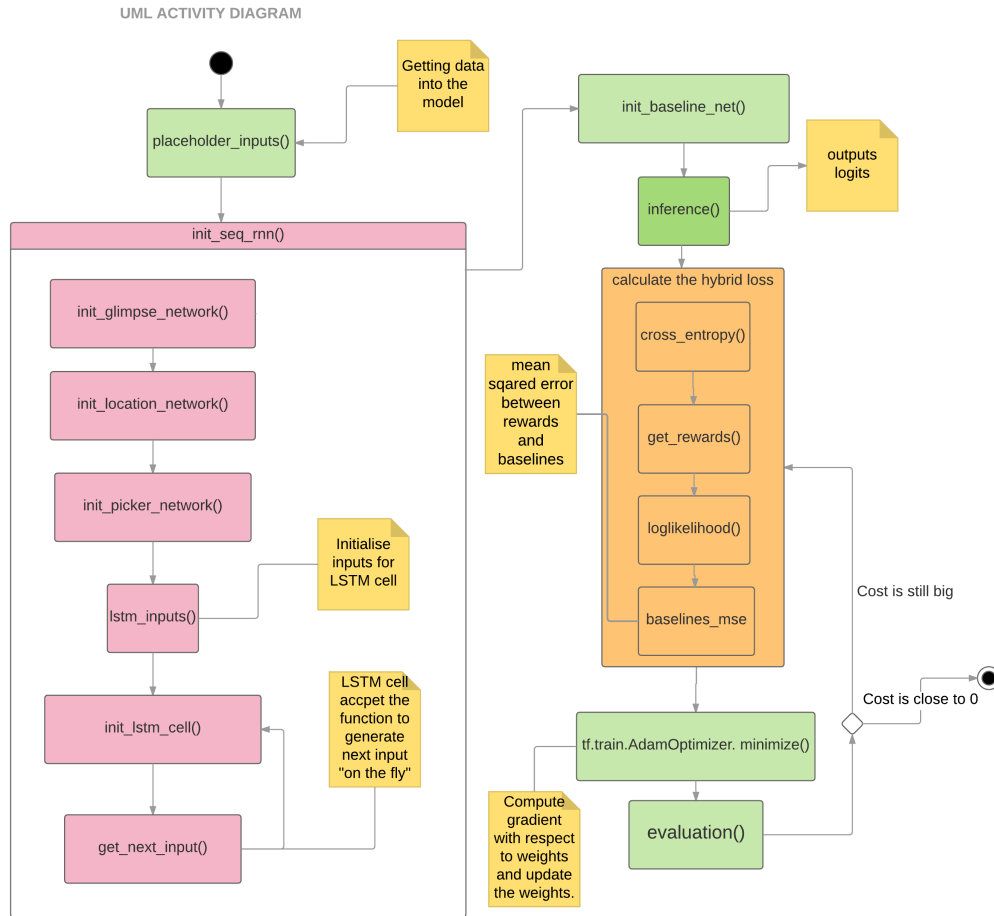 UML ACTIVITY DIAGRAM
Getting data
into the
model
placeholder_inputs()
init_seq_rnn()
init_glimpse_network()
init_location_network()
init_picker_network()
Initialise
inputs for
LSTM cell
lstm_inputs()
LSTM cell
accpet the
function to
generate
next input
"on the fly"
init_lstm_cell()
get_next_input()
init_baseline_net()
outputs
logits
inference()
calculate the hybrid loss
cross_entropy()
mean
sqared error
between
rewards
and
baselines
get_rewards()
loglikelihood()
baselines_mse
Cost is still big
Cost is close to 0
tf.train.AdamOptimizer. minimize()
Compute
gradient
with respect
to weights
and update
the weights.
evaluation()